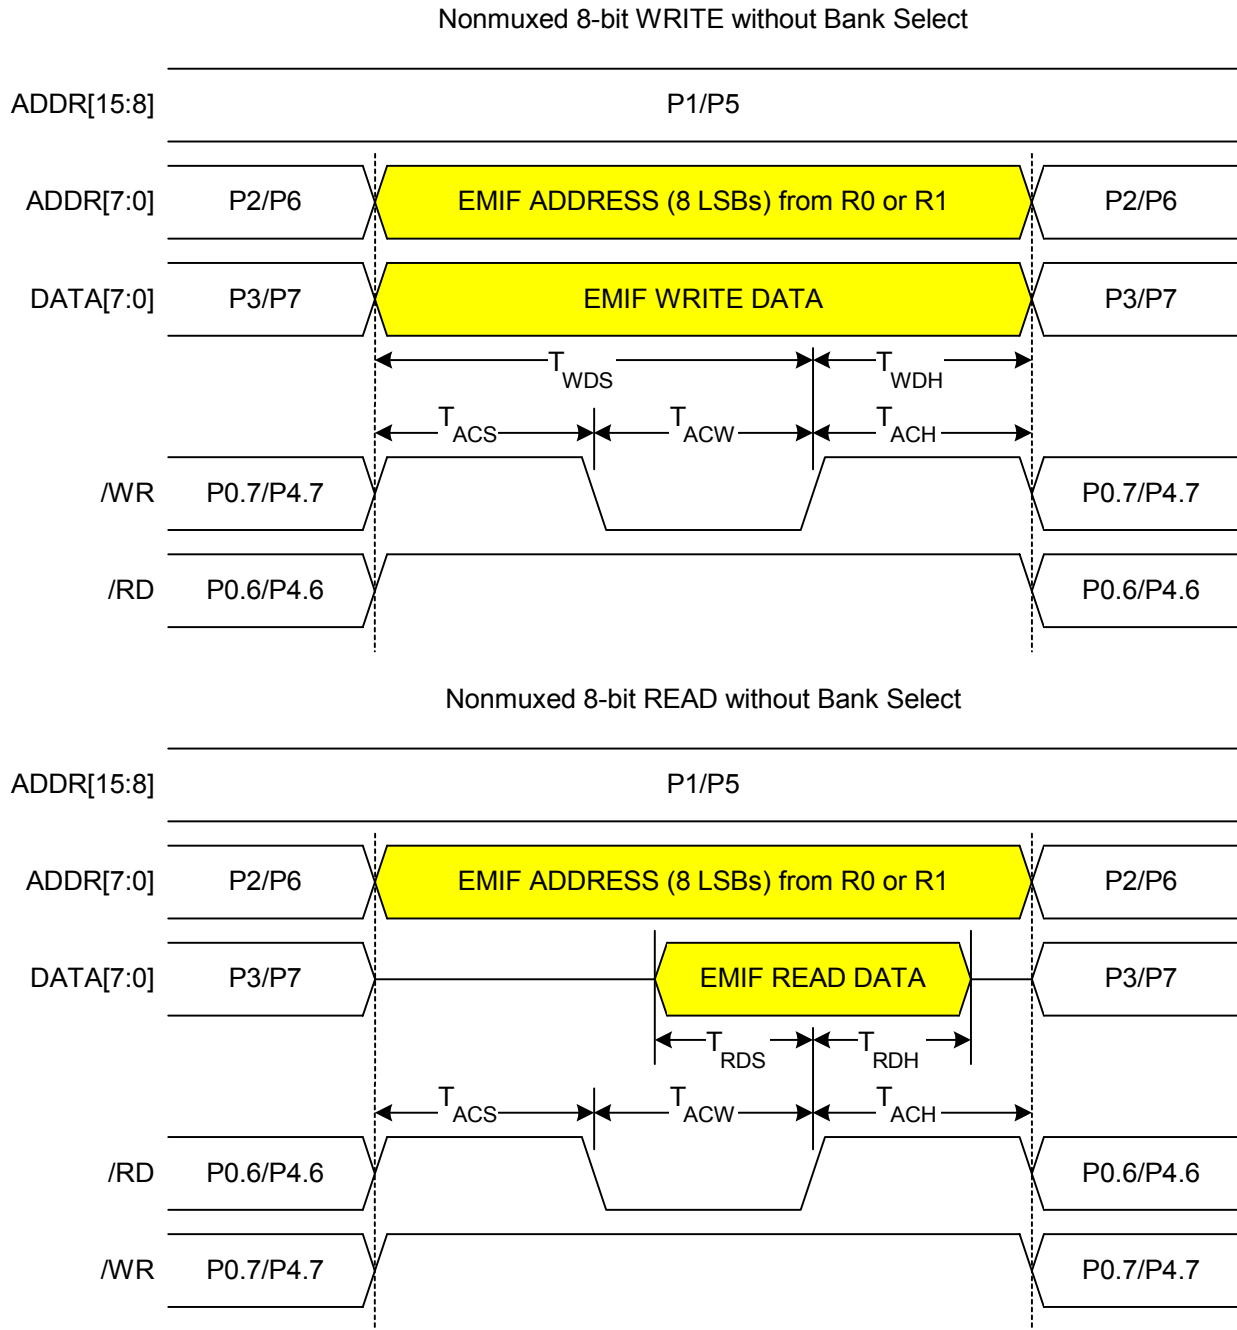 Nonmuxed 8-bit WRITE without Bank Select
ADDR[15:8] P1/P5
ADDR[7:0] P2/P6 EMIF ADDRESS (8 LSBs) from R0 or R1 P2/P6
DATA[7:0] P3/P7 EMIF WRITE DATA P3/P7
TWDS TWDH
TACS TACW TACH
/WR P0.7/P4.7 P0.7/P4.7
/RD P0.6/P4.6 P0.6/P4.6
Nonmuxed 8-bit READ without Bank Select
ADDR[15:8] P1/P5
ADDR[7:0] P2/P6 EMIF ADDRESS (8 LSBs) from R0 or R1 P2/P6
DATA[7:0] P3/P7 EMIF READ DATA P3/P7
TRDS TRDH
TACS TACW TACH
/RD P0.6/P4.6 P0.6/P4.6
/WR P0.7/P4.7 P0.7/P4.7